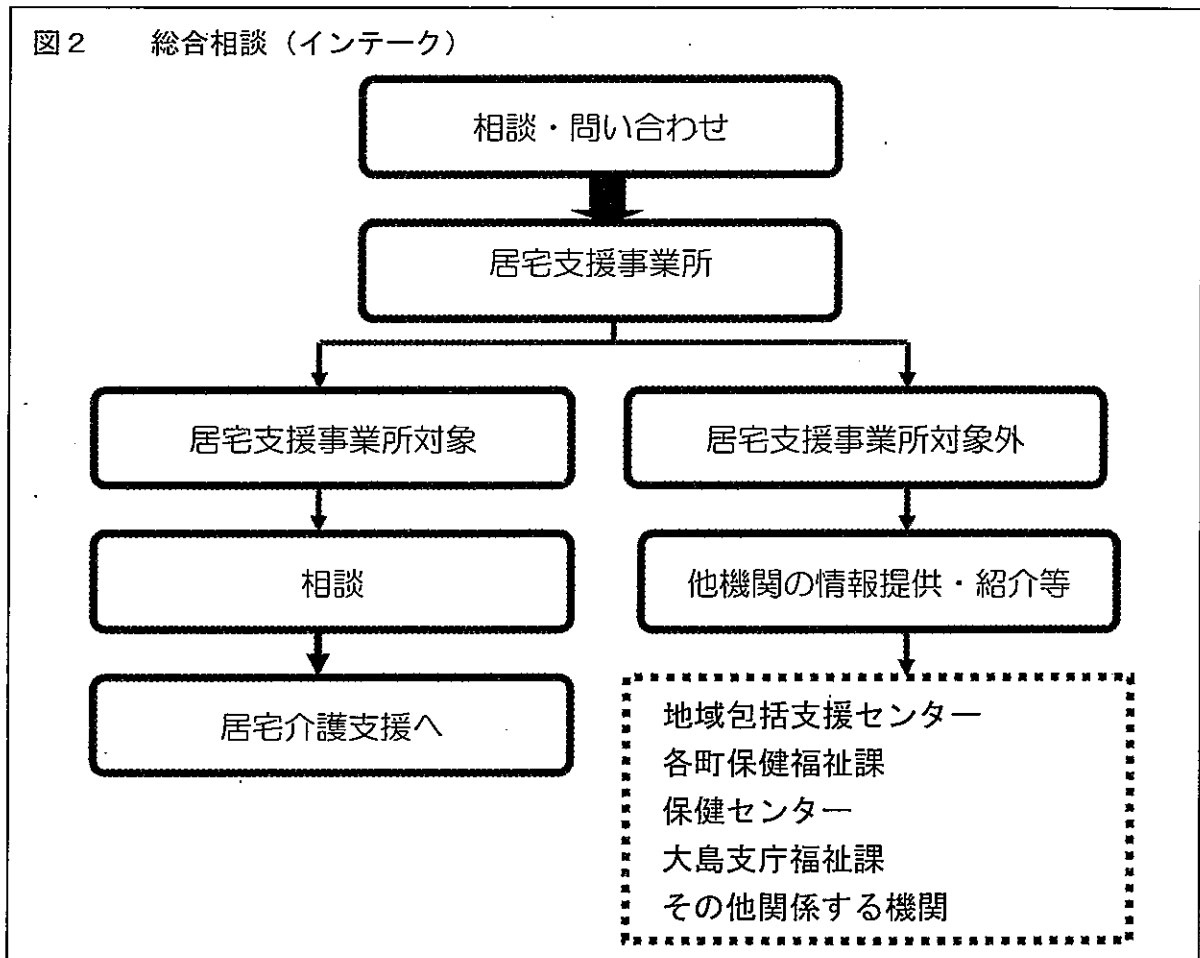 図2 総合相談(インテーク)
相談・問い合わせ
居宅支援事業所
居宅支援事業所対象
居宅支援事業所対象外
相談
他機関の情報提供・紹介等
居宅介護支援へ
地域包括支援センター
各町保健福祉課
保健センター
大島支庁福祉課
その他関係する機関